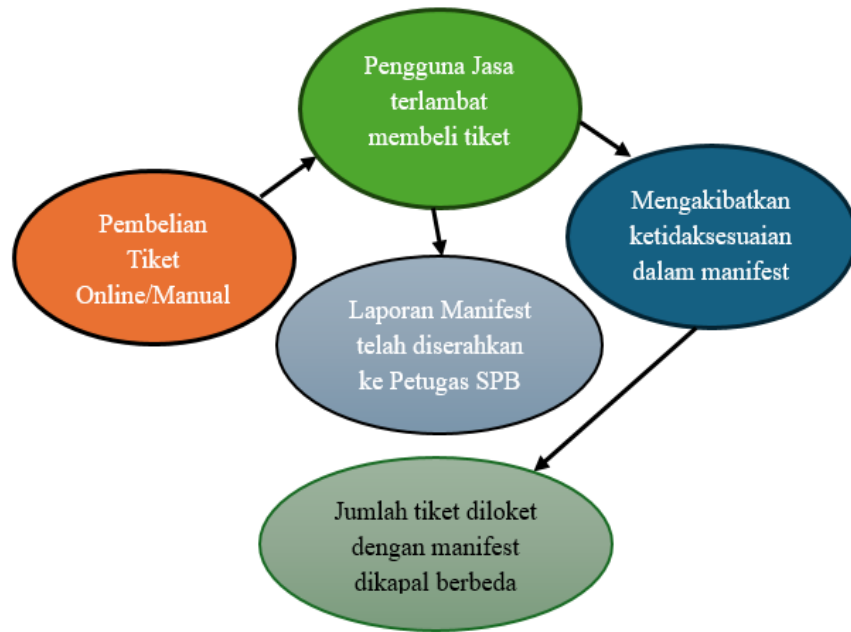 Pengguna Jasa
terlambat
membeli tiket
Pembelian
Tiket
Online/Manual
Mengakibatkan
ketidaksesuaian
dalam manifest
Laporan Manifest
telah diserahkan
ke Petugas SPB
Jumlah tiket diloket
dengan manifest
dikapal berbeda